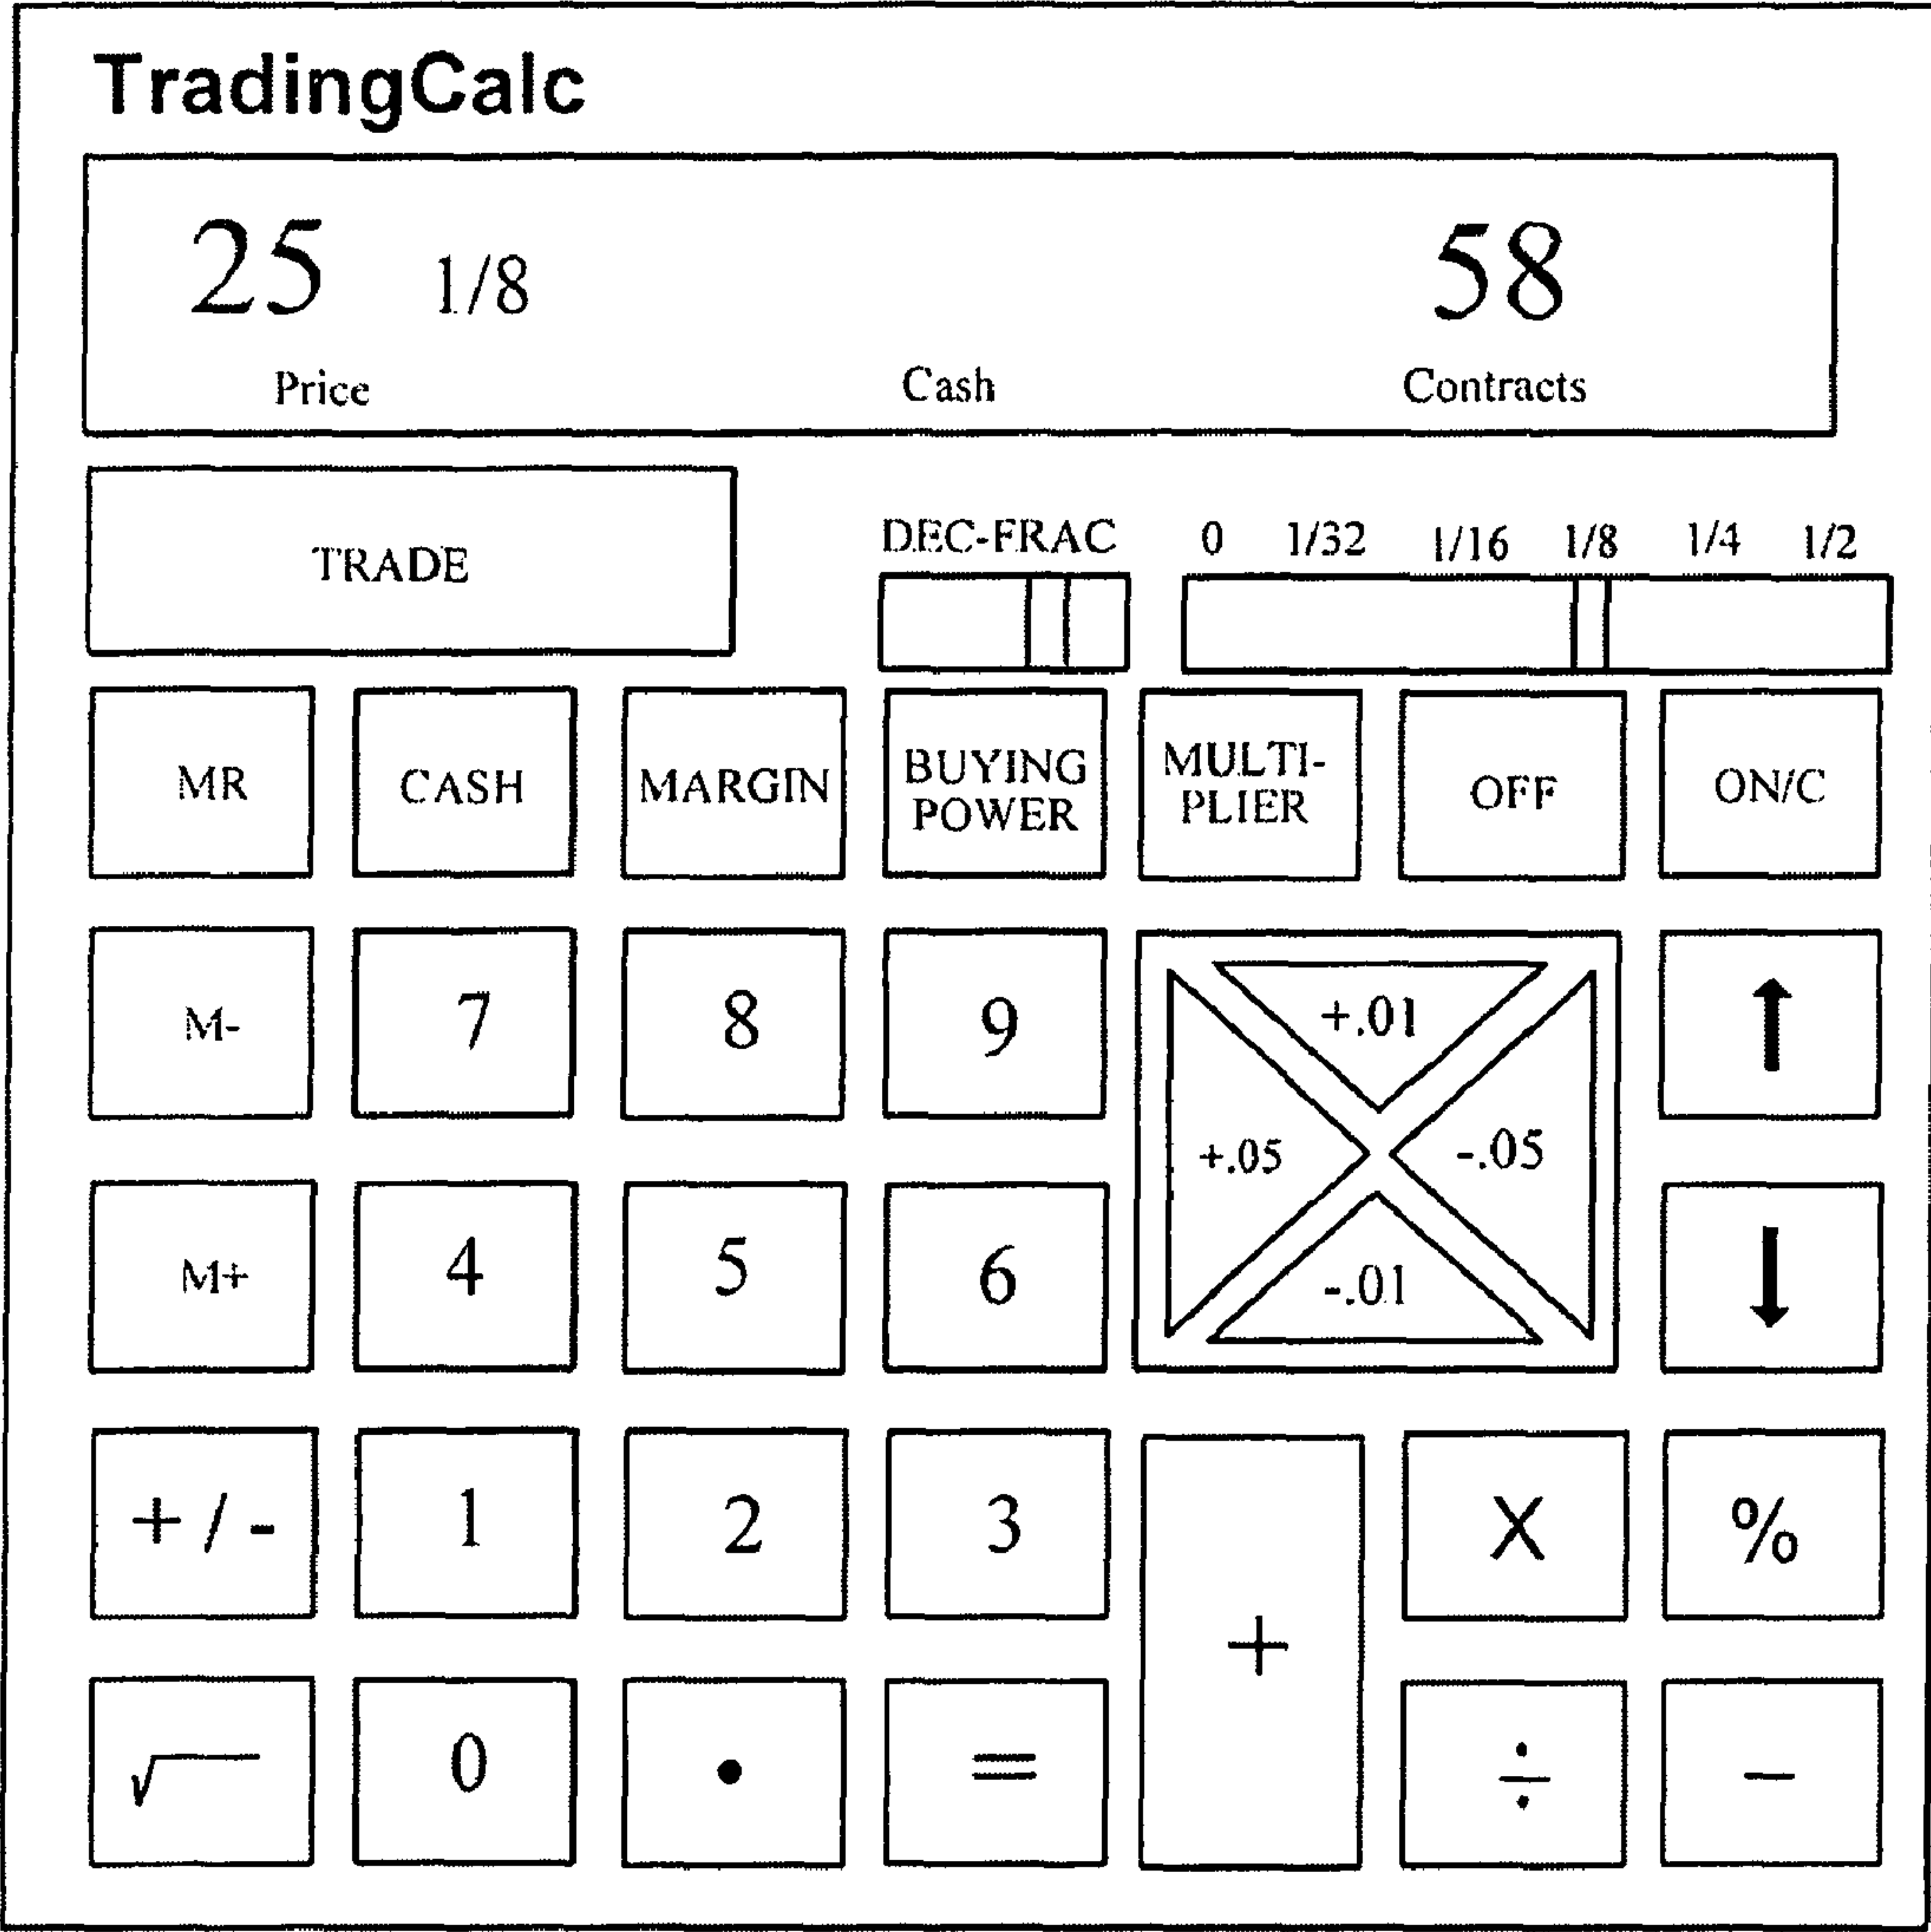 TradingCalc
25 1/8 58
Price Cash Contracts
TRADE
DEC-FRAC 0 1/32 1/16 1/8 1/4 1/2
MR CASH MARGIN BUYING POWER MULTI-PLIER OFF ON/C
M- 7 8 9 +.01 ↑
+.05 -.05
M+ 4 5 6 -.01 ↓
+/- 1 2 3 + X %
√ 0 • = ÷ −